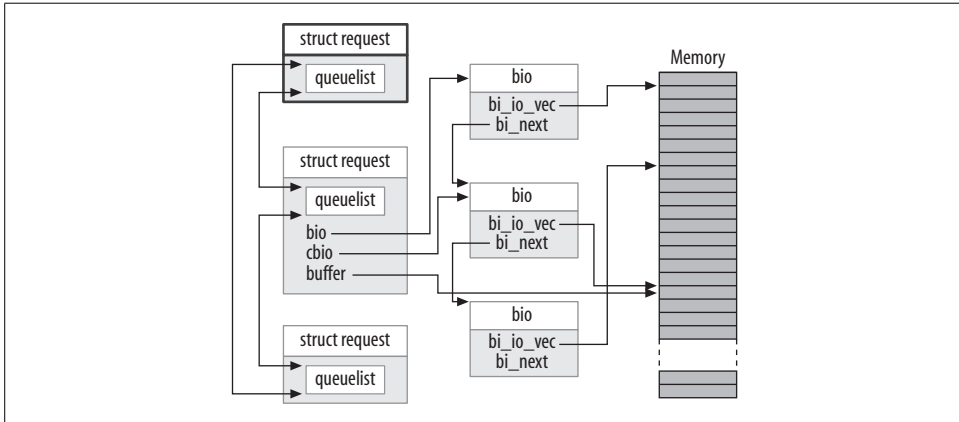 struct request
queuelist
struct request
queuelist
bio
cbio
buffer
struct request
queuelist
bio
bi_io_vec
bi_next
bio
bi_io_vec
bi_next
bio
bi_io_vec
bi_next
Memory